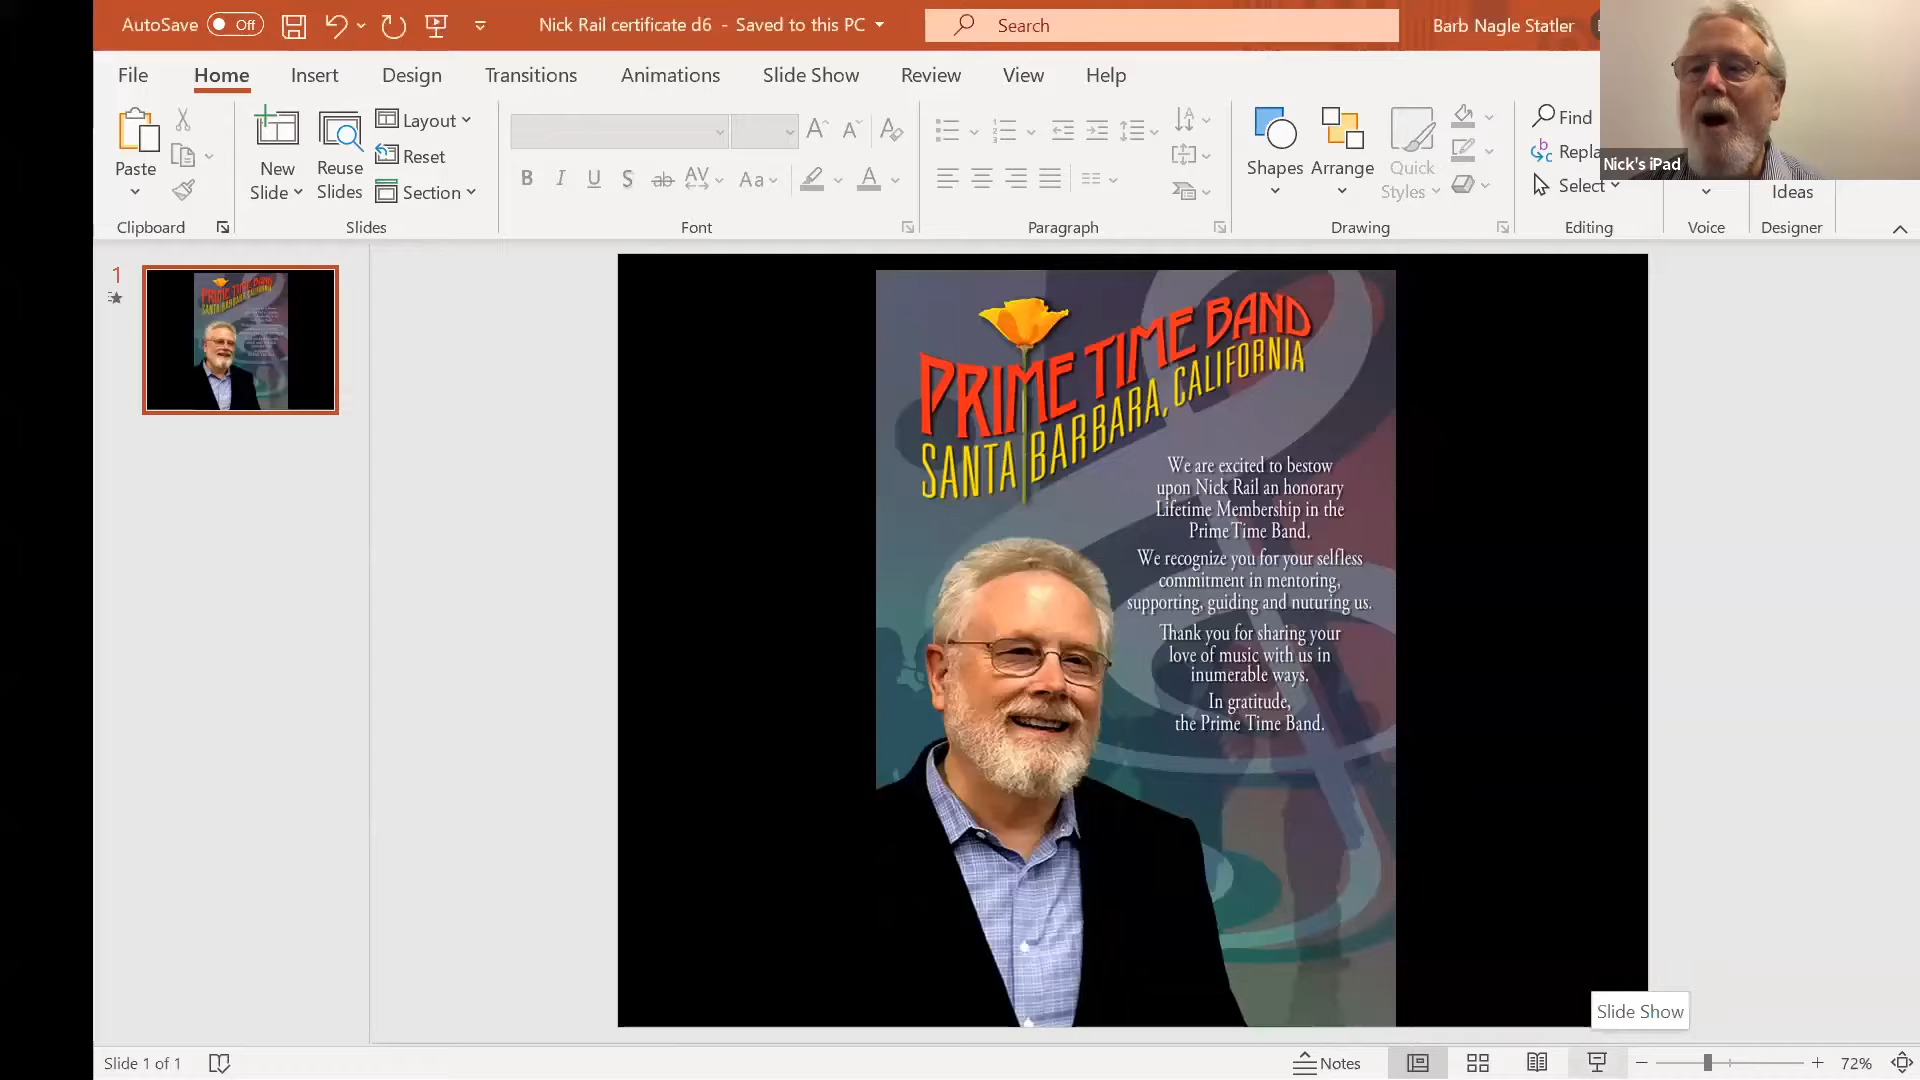 AutoSave Off
Nick Rail certificate d6 - Saved to this PC
Search
Barb Nagle Statler
File Home Insert Design Transitions Animations Slide Show Review View Help
Paste
New Slide
Reuse Slides
Layout
Reset
Section
B I U S ab AV Aa A
Shapes
Arrange
Quick Styles
Find
Repla
Select
Ideas
Clipboard
Slides
Font
Paragraph
Drawing
Editing
Voice
Designer
Nick's iPad
1
PRIME TIME BAND
SANTA BARBARA, CALIFORNIA
We are excited to bestow
upon Nick Rail an honorary
Lifetime Membership in the
Prime Time Band.
We recognize you for your selfless
commitment in mentoring,
supporting, guiding and nuturing us.
Thank you for sharing your
love of music with us in
inumerable ways.
In gratitude,
the Prime Time Band.
Slide Show
Slide 1 of 1
Notes
72%